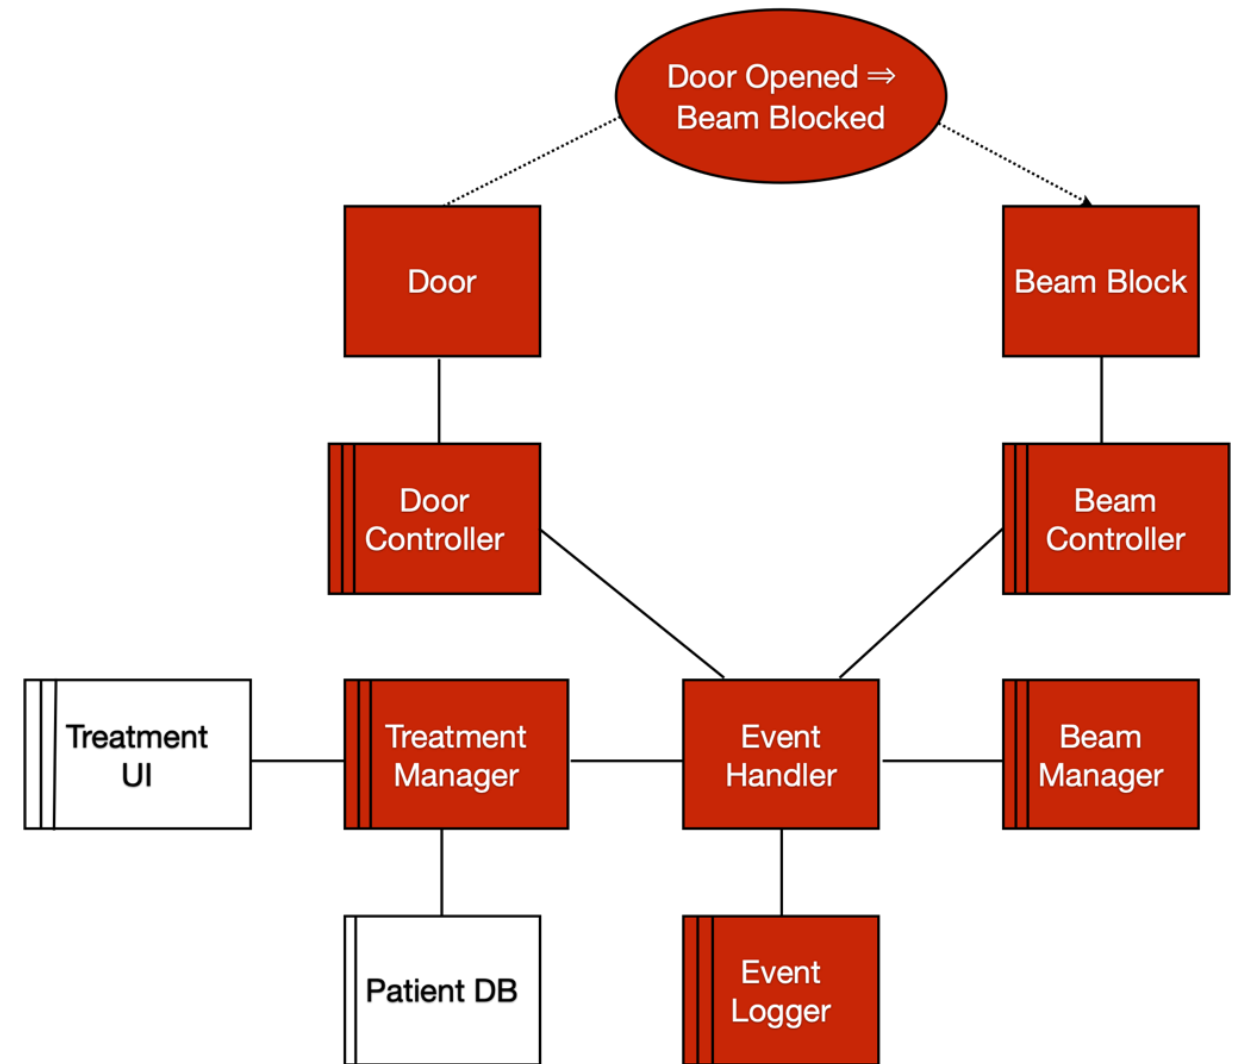 Door Opened ⇒
Beam Blocked
Door
Beam Block
Door
Controller
Beam
Controller
Treatment
UI
Treatment
Manager
Event
Handler
Beam
Manager
Patient DB
Event
Logger